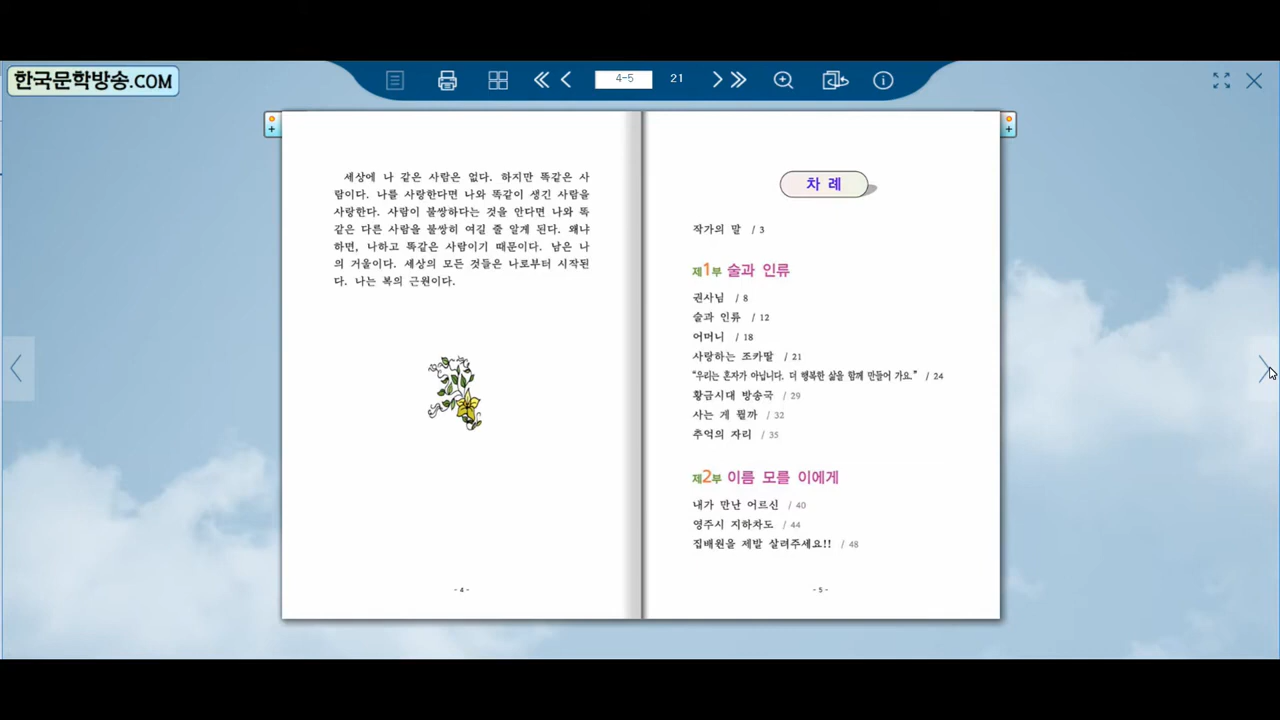 한국문학방송.COM
4-5
21
세상에 나 같은 사람은 없다. 하지만 똑같은 사
람이다. 나를 사랑한다면 나와 똑같이 생긴 사람을
사랑한다. 사람이 불쌍하다는 것을 안다면 나와 똑
같은 다른 사람을 불쌍히 여길 줄 알게 된다. 왜냐
하면, 나하고 똑같은 사람이기 때문이다. 남은 나
의 거울이다. 세상의 모든 것들은 나로부터 시작된
다. 나는 복의 근원이다.
- 4 -
차 례
작가의 말 / 3
제1부 술과 인류
권사님 / 8
술과 인류 / 12
어머니 / 18
사랑하는 조카딸 / 21
“우리는 혼자가 아닙니다. 더 행복한 삶을 함께 만들어 가요.” / 24
황금시대 방송국 / 29
사는 게 뭘까 / 32
추억의 자리 / 35
제2부 이름 모를 이에게
내가 만난 어르신 / 40
영주시 지하차도 / 44
집배원을 제발 살려주세요!! / 48
- 5 -